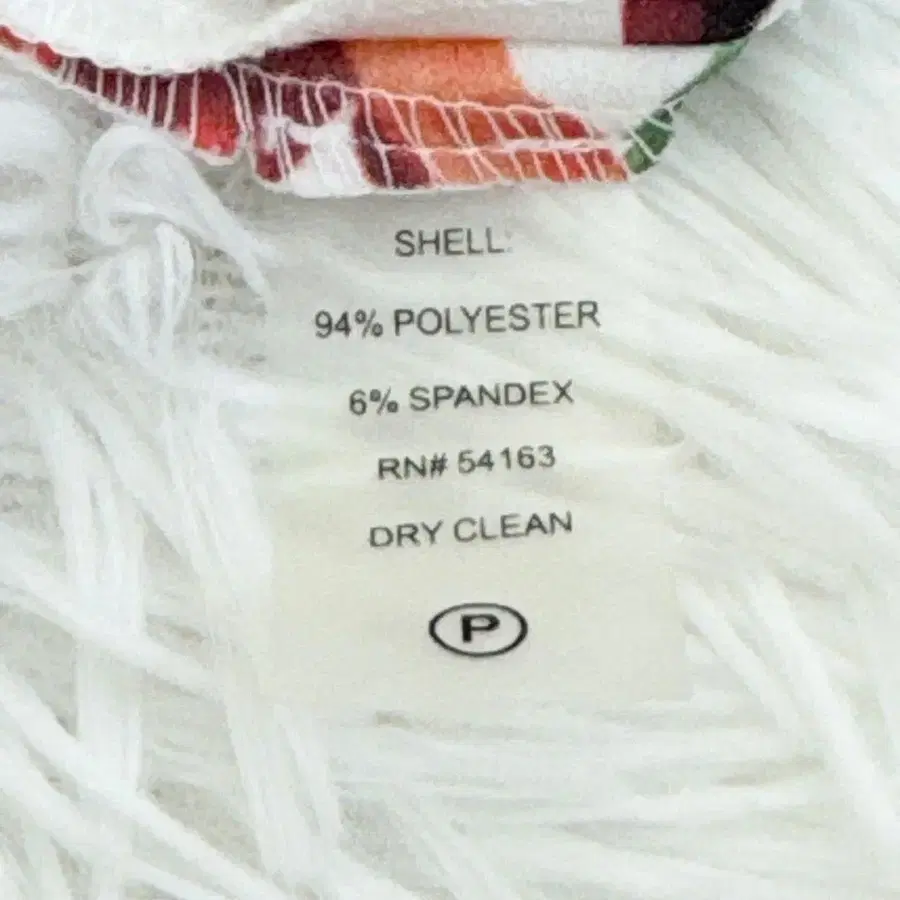 SHELL:
94% POLYESTER
6% SPANDEX
RN# 54163
DRY CLEAN
P